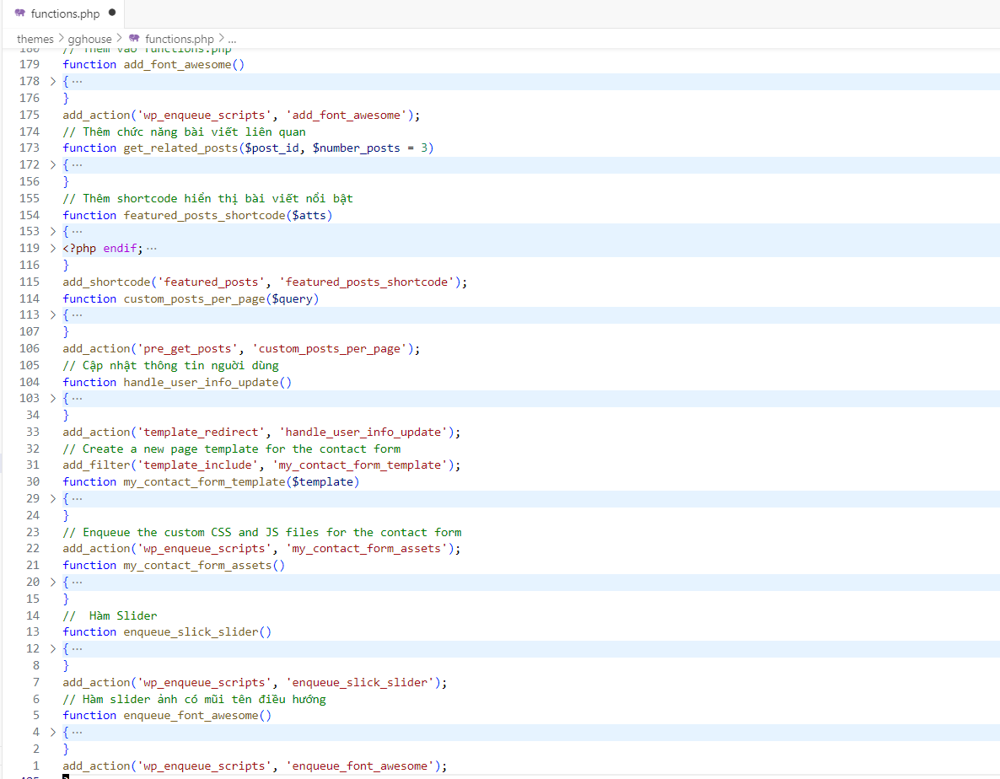 functions.php
themes > gghouse > functions.php > ...
180 // Thêm vào functions.php
179 function add_font_awesome()
178 > { ...
176 }
175 add_action('wp_enqueue_scripts', 'add_font_awesome');
174 // Thêm chức năng bài viết liên quan
173 function get_related_posts($post_id, $number_posts = 3)
172 > { ...
156 }
155 // Thêm shortcode hiển thị bài viết nổi bật
154 function featured_posts_shortcode($atts)
153 > { ...
119 > <?php endif; ...
116 }
115 add_shortcode('featured_posts', 'featured_posts_shortcode');
114 function custom_posts_per_page($query)
113 > { ...
107 }
106 add_action('pre_get_posts', 'custom_posts_per_page');
105 // Cập nhật thông tin người dùng
104 function handle_user_info_update()
103 > { ...
34 }
33 add_action('template_redirect', 'handle_user_info_update');
32 // Create a new page template for the contact form
31 add_filter('template_include', 'my_contact_form_template');
30 function my_contact_form_template($template)
29 > { ...
24 }
23 // Enqueue the custom CSS and JS files for the contact form
22 add_action('wp_enqueue_scripts', 'my_contact_form_assets');
21 function my_contact_form_assets()
20 > { ...
15 }
14 //  Hàm Slider
13 function enqueue_slick_slider()
12 > { ...
8 }
7 add_action('wp_enqueue_scripts', 'enqueue_slick_slider');
6 // Hàm slider ảnh có mũi tên điều hướng
5 function enqueue_font_awesome()
4 > { ...
2 }
1 add_action('wp_enqueue_scripts', 'enqueue_font_awesome');